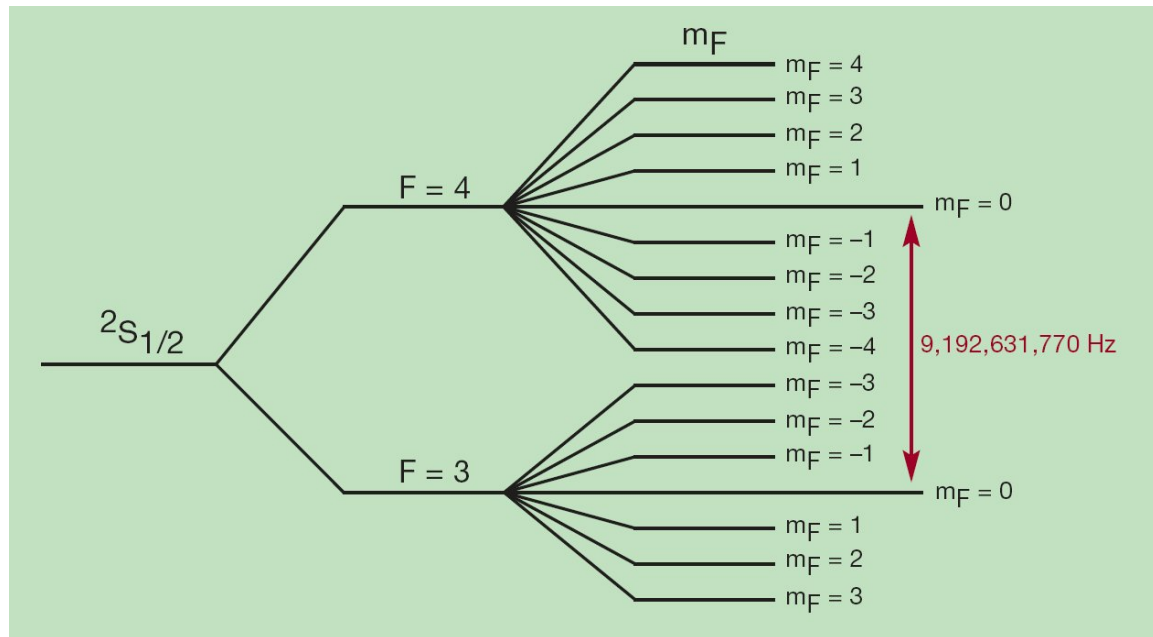 mF
mF = 4
mF = 3
mF = 2
mF = 1
F = 4
mF = 0
mF = –1
mF = –2
mF = –3
2S1/2
mF = –4
9,192,631,770 Hz
mF = –3
mF = –2
mF = –1
F = 3
mF = 0
mF = 1
mF = 2
mF = 3